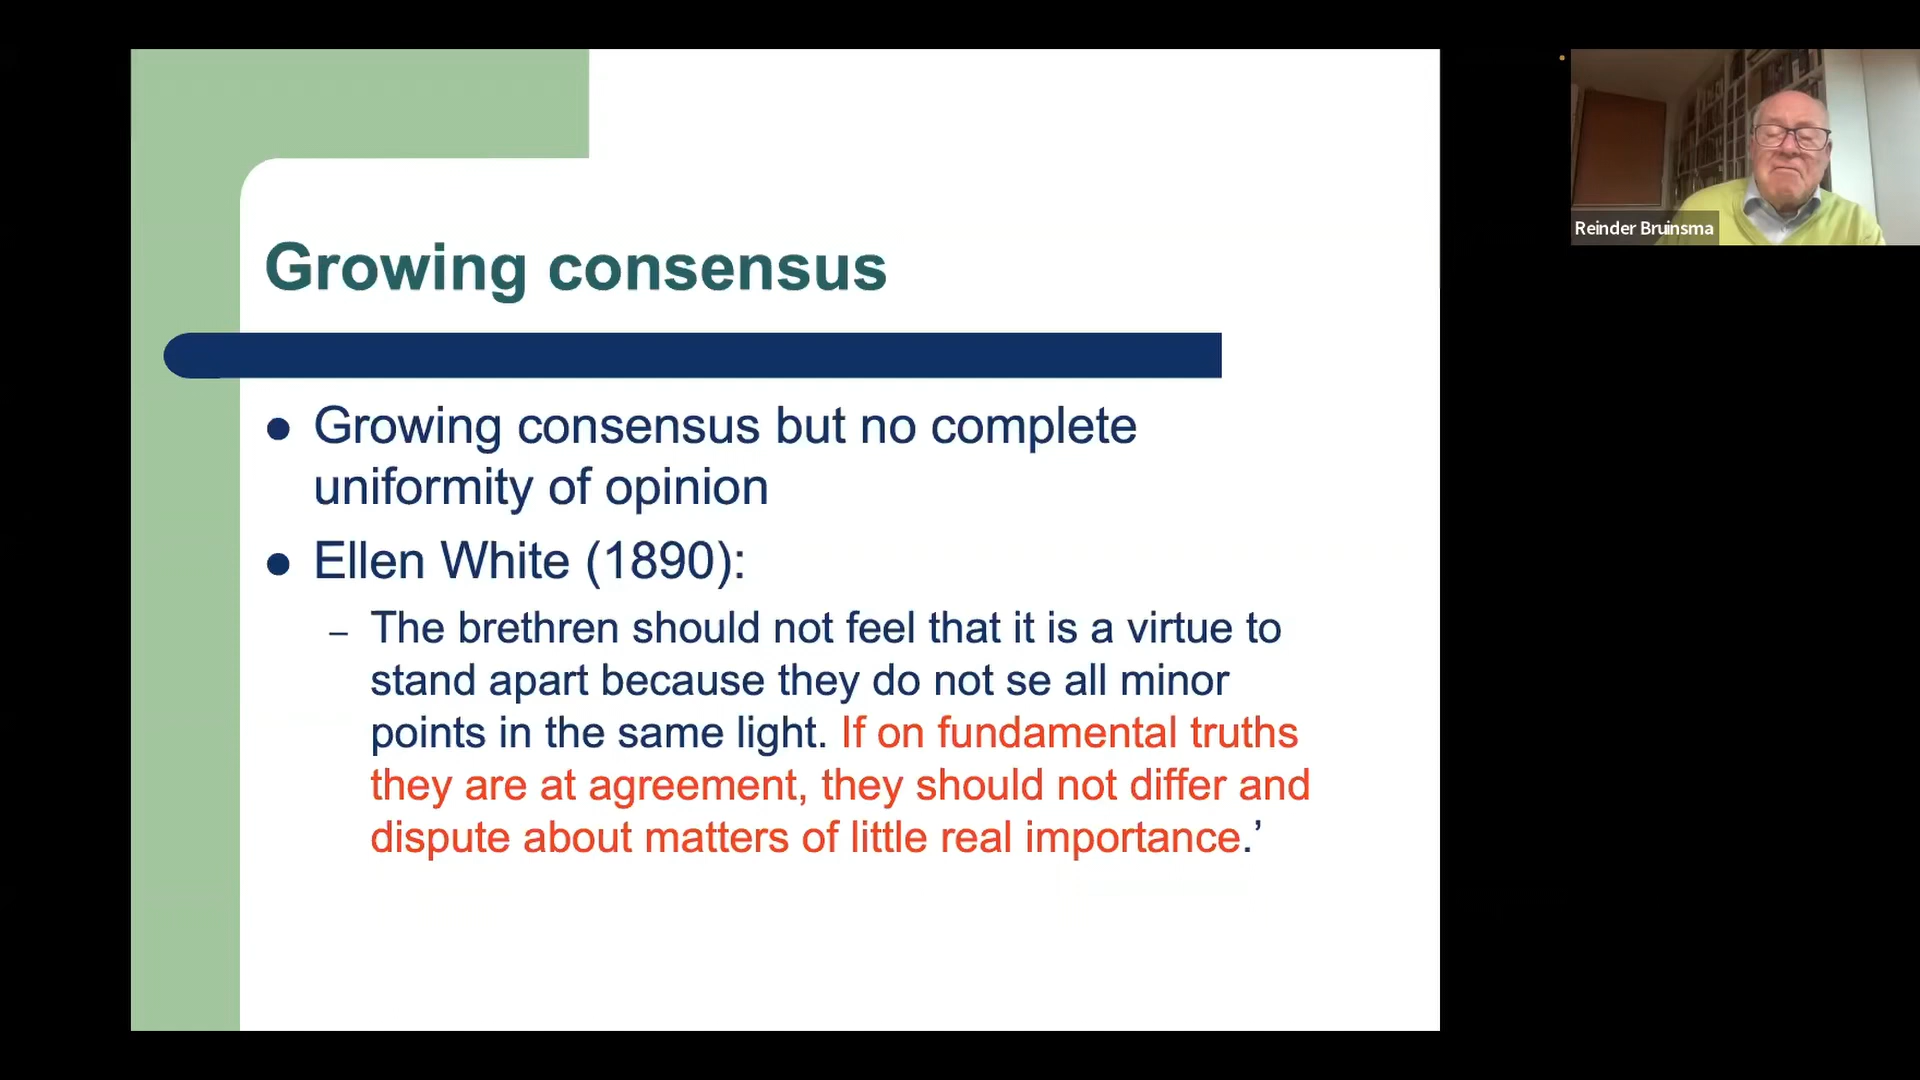 Growing consensus
Growing consensus but no complete
uniformity of opinion
Ellen White (1890):
– The brethren should not feel that it is a virtue to
stand apart because they do not se all minor
points in the same light. If on fundamental truths
they are at agreement, they should not differ and
dispute about matters of little real importance.’
Reinder Bruinsma